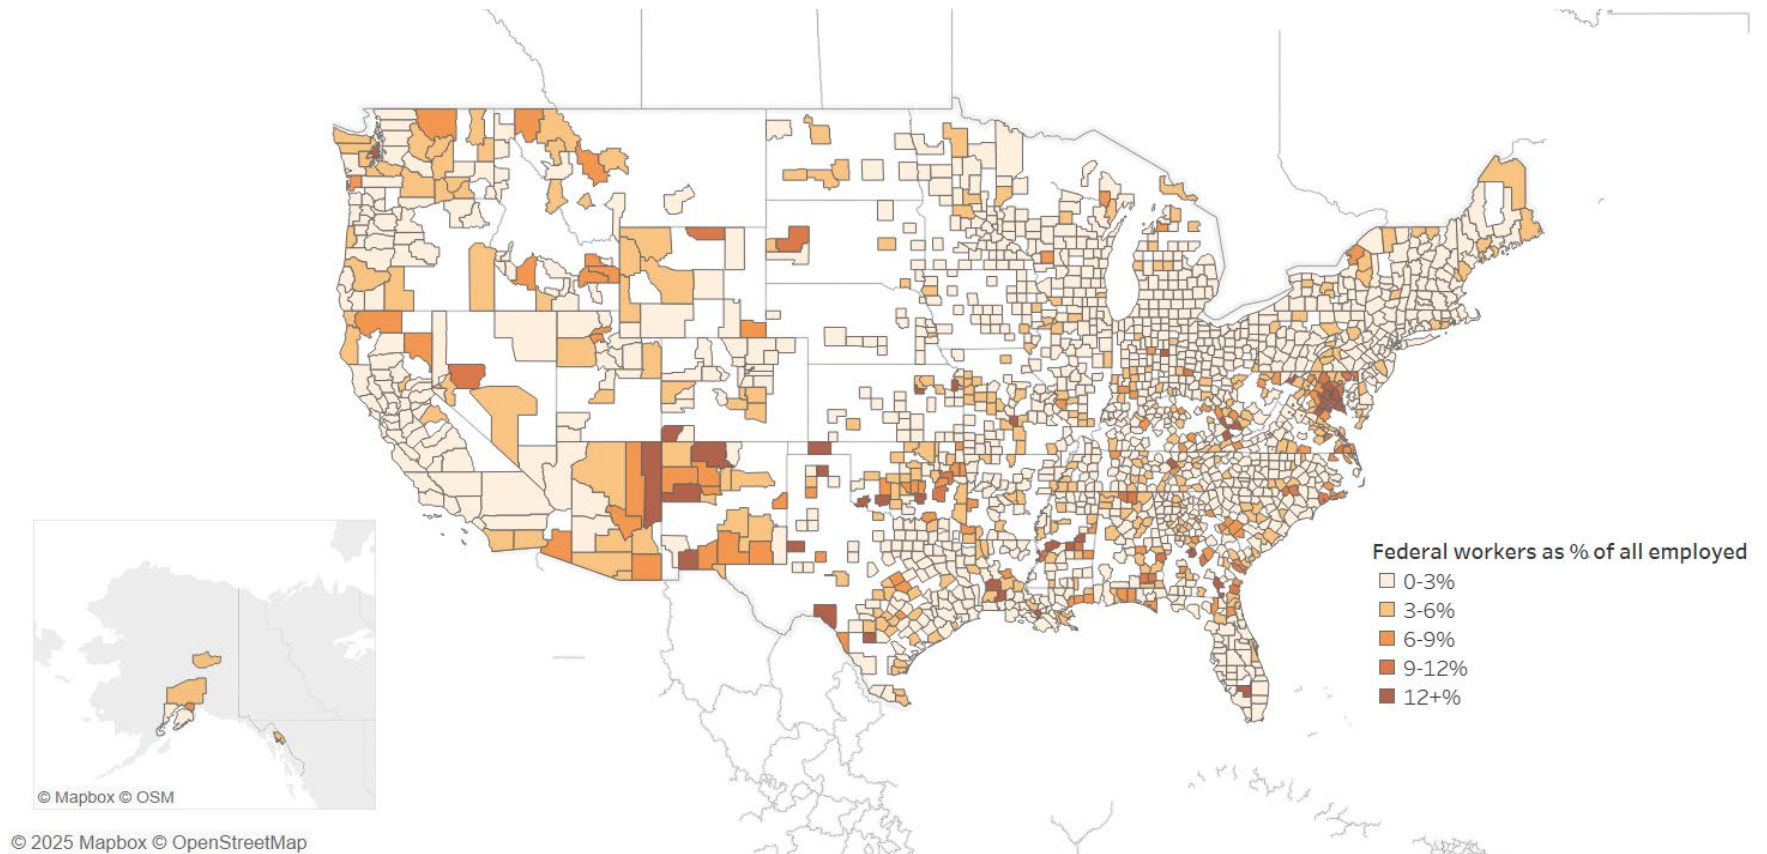 Federal workers as % of all employed
0-3%
3-6%
6-9%
9-12%
12+%
© Mapbox © OSM
© 2025 Mapbox © OpenStreetMap